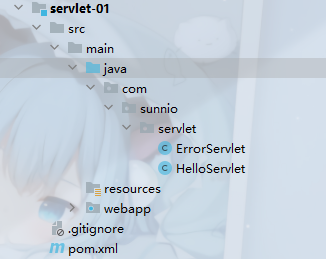 servlet-01
src
main
java
com
sunnio
servlet
ErrorServlet
HelloServlet
resources
webapp
.gitignore
pom.xml